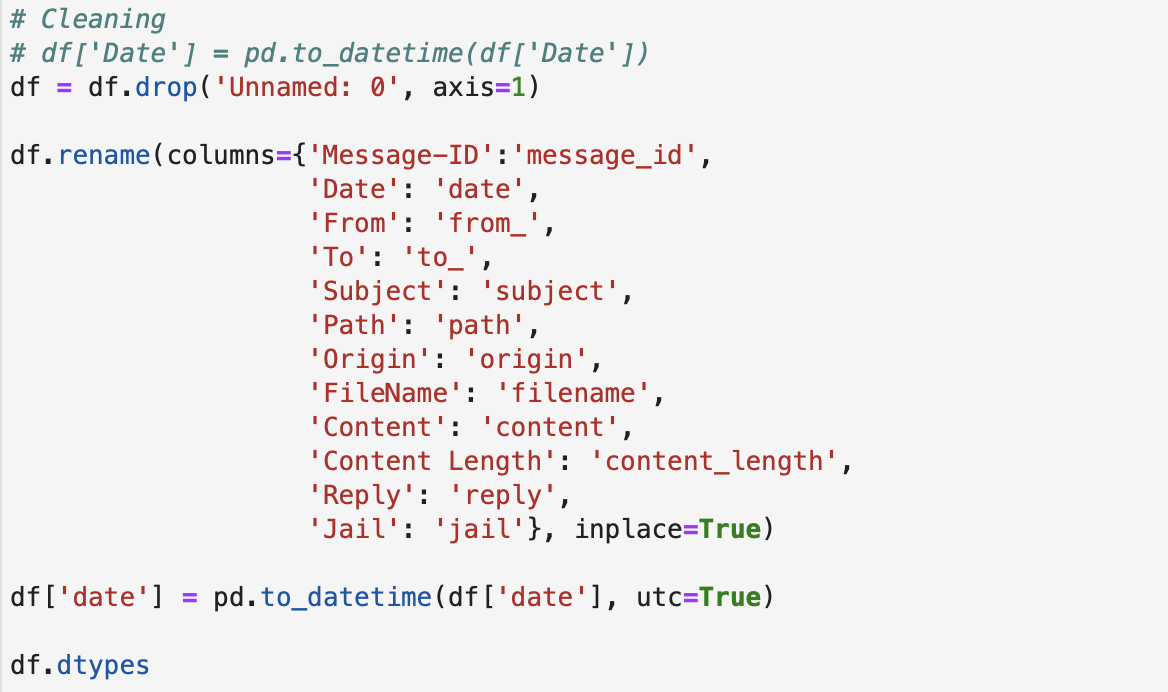 # Cleaning
# df['Date'] = pd.to_datetime(df['Date'])
df = df.drop('Unnamed: 0', axis=1)
df.rename(columns={'Message-ID':'message_id',
'Date': 'date',
'From': 'from_',
'To': 'to_',
'Subject': 'subject',
'Path': 'path',
'Origin': 'origin',
'FileName': 'filename',
'Content': 'content',
'Content Length': 'content_length',
'Reply': 'reply',
'Jail': 'jail'}, inplace=True)
df['date'] = pd.to_datetime(df['date'], utc=True)
df.dtypes